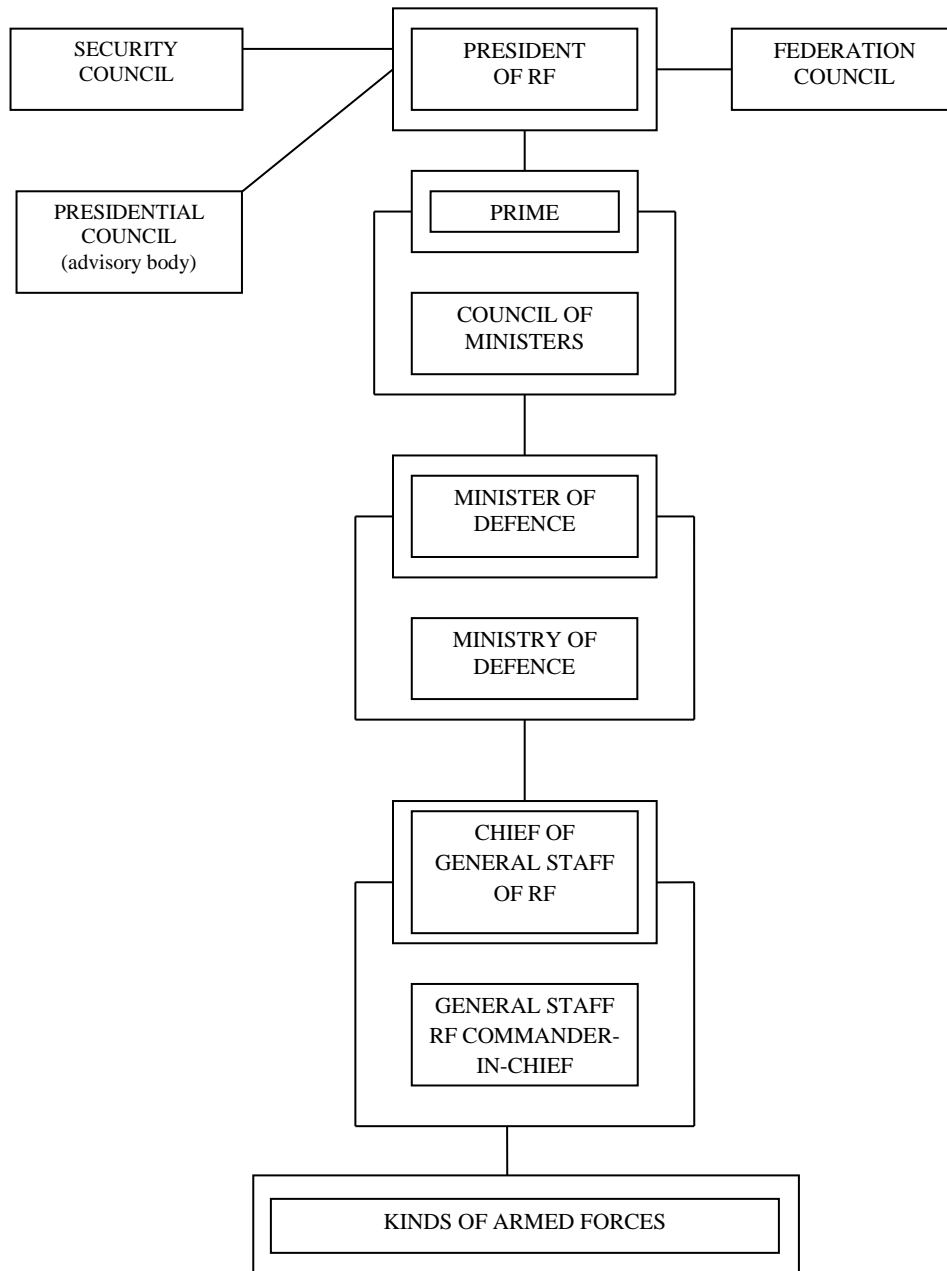 SECURITY
COUNCIL
PRESIDENT
OF RF
FEDERATION
COUNCIL
PRESIDENTIAL
COUNCIL
(advisory body)
PRIME
COUNCIL OF
MINISTERS
MINISTER OF
DEFENCE
MINISTRY OF
DEFENCE
CHIEF OF
GENERAL STAFF
OF RF
GENERAL STAFF
RF COMMANDER-
IN-CHIEF
KINDS OF ARMED FORCES